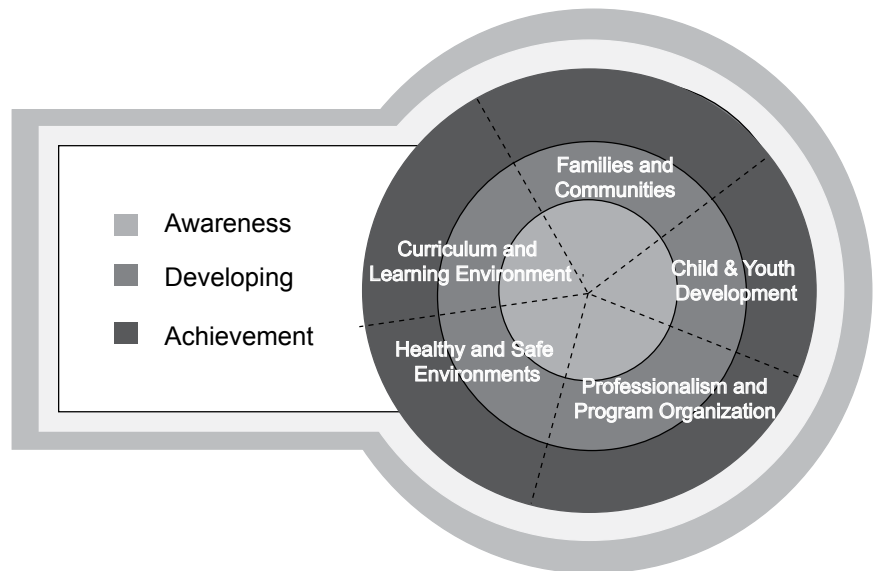 Awareness
Developing
Achievement
Families and
Communities
Curriculum and
Learning Environment
Child & Youth
Development
Healthy and Safe
Environments
Professionalism and
Program Organization